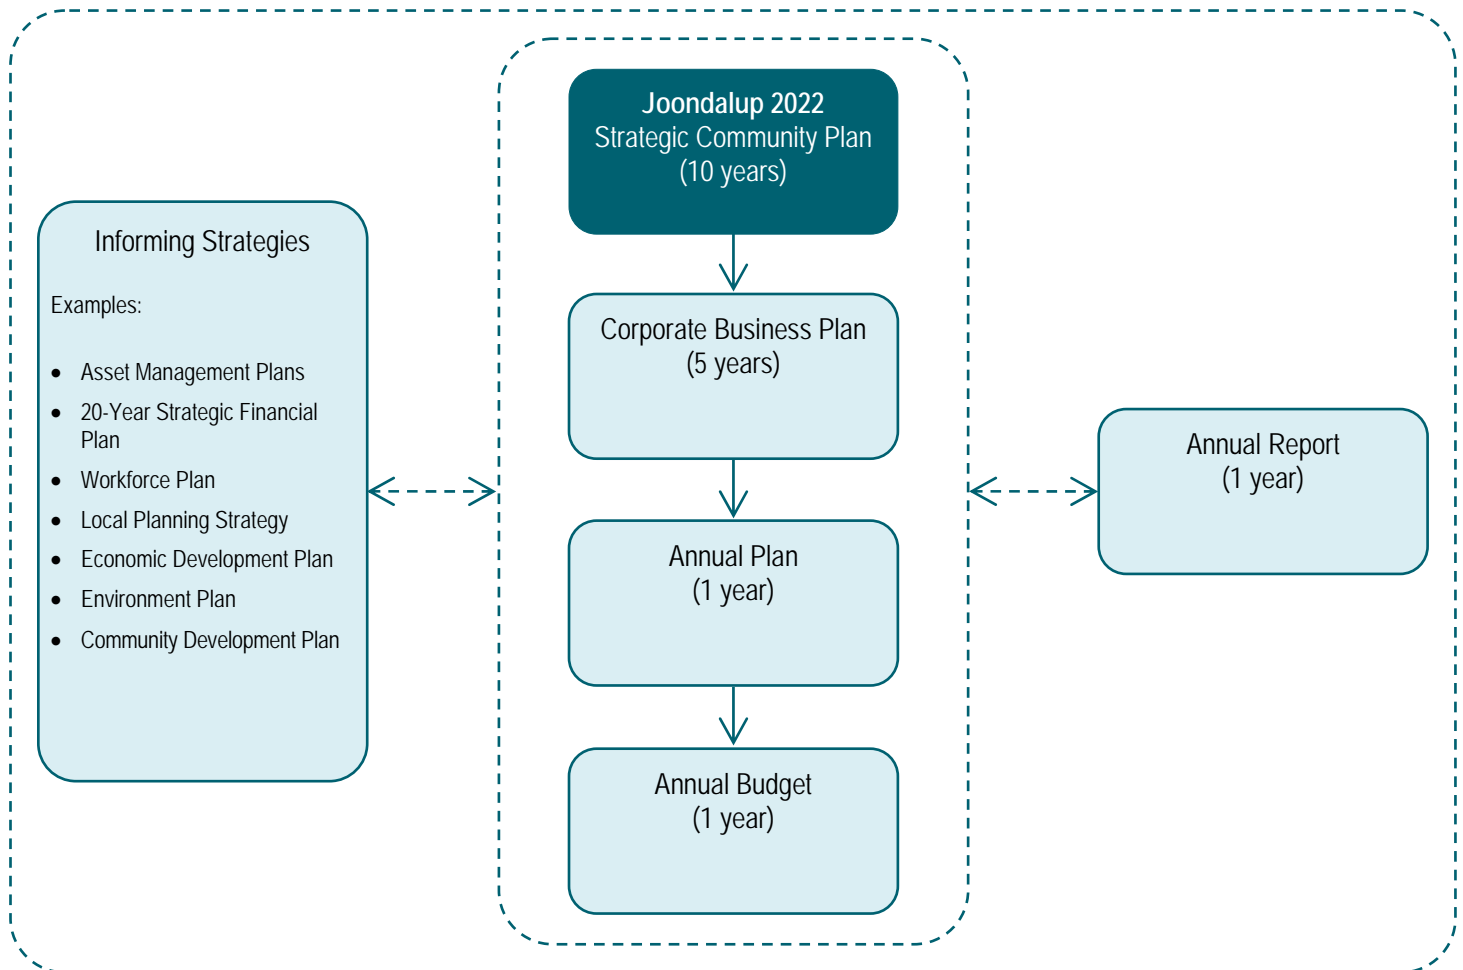 Informing Strategies
Examples:
• Asset Management Plans
• 20-Year Strategic Financial
Plan
• Workforce Plan
• Local Planning Strategy
• Economic Development Plan
• Environment Plan
• Community Development Plan
Joondalup 2022
Strategic Community Plan
(10 years)
Corporate Business Plan
(5 years)
Annual Plan
(1 year)
Annual Budget
(1 year)
Annual Report
(1 year)